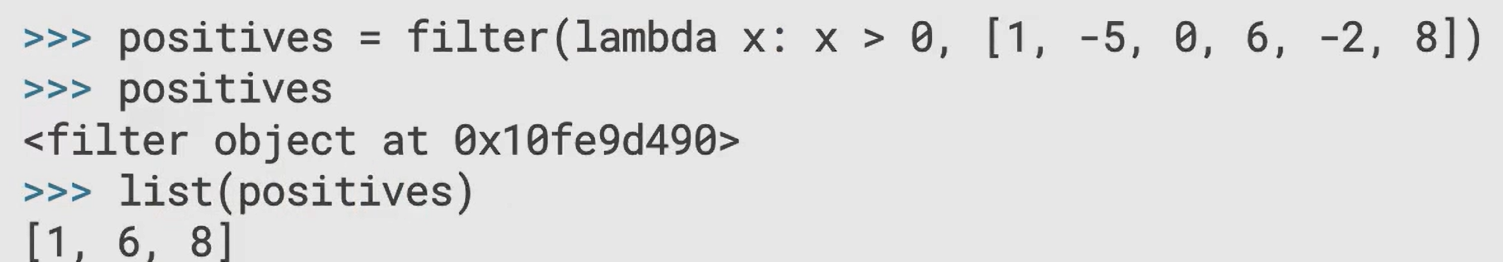 >>> positives = filter(lambda x: x > 0, [1, -5, 0, 6, -2, 8])
>>> positives
<filter object at 0x10fe9d490>
>>> list(positives)
[1, 6, 8]